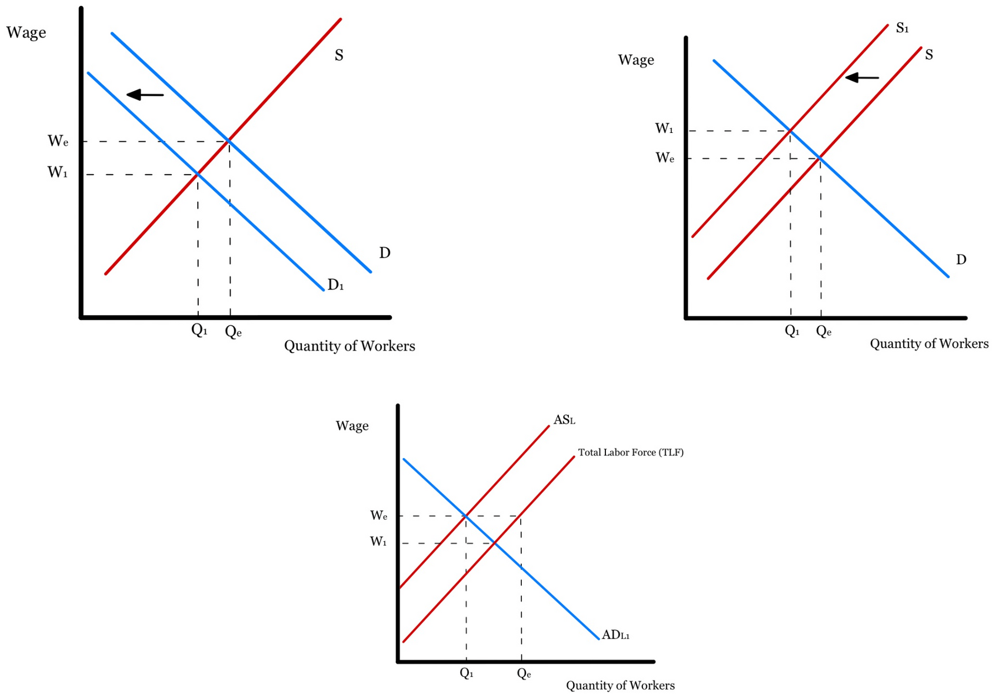 Wage
S
We
W1
D
D1
Q1
Qe
Quantity of Workers
Wage
S1
S
W1
We
D
Q1
Qe
Quantity of Workers
Wage
ASL
Total Labor Force (TLF)
We
W1
ADL1
Q1
Qe
Quantity of Workers